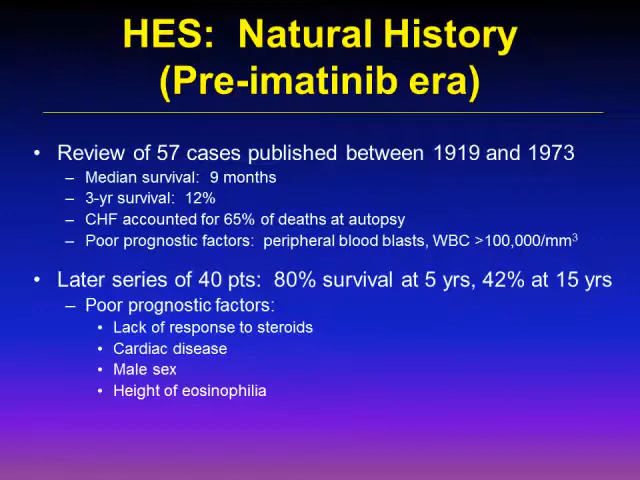 HES:  Natural History
(Pre-imatinib era)
• Review of 57 cases published between 1919 and 1973
– Median survival:  9 months
– 3-yr survival:  12%
– CHF accounted for 65% of deaths at autopsy
– Poor prognostic factors:  peripheral blood blasts, WBC >100,000/mm³
• Later series of 40 pts:  80% survival at 5 yrs, 42% at 15 yrs
– Poor prognostic factors:
• Lack of response to steroids
• Cardiac disease
• Male sex
• Height of eosinophilia